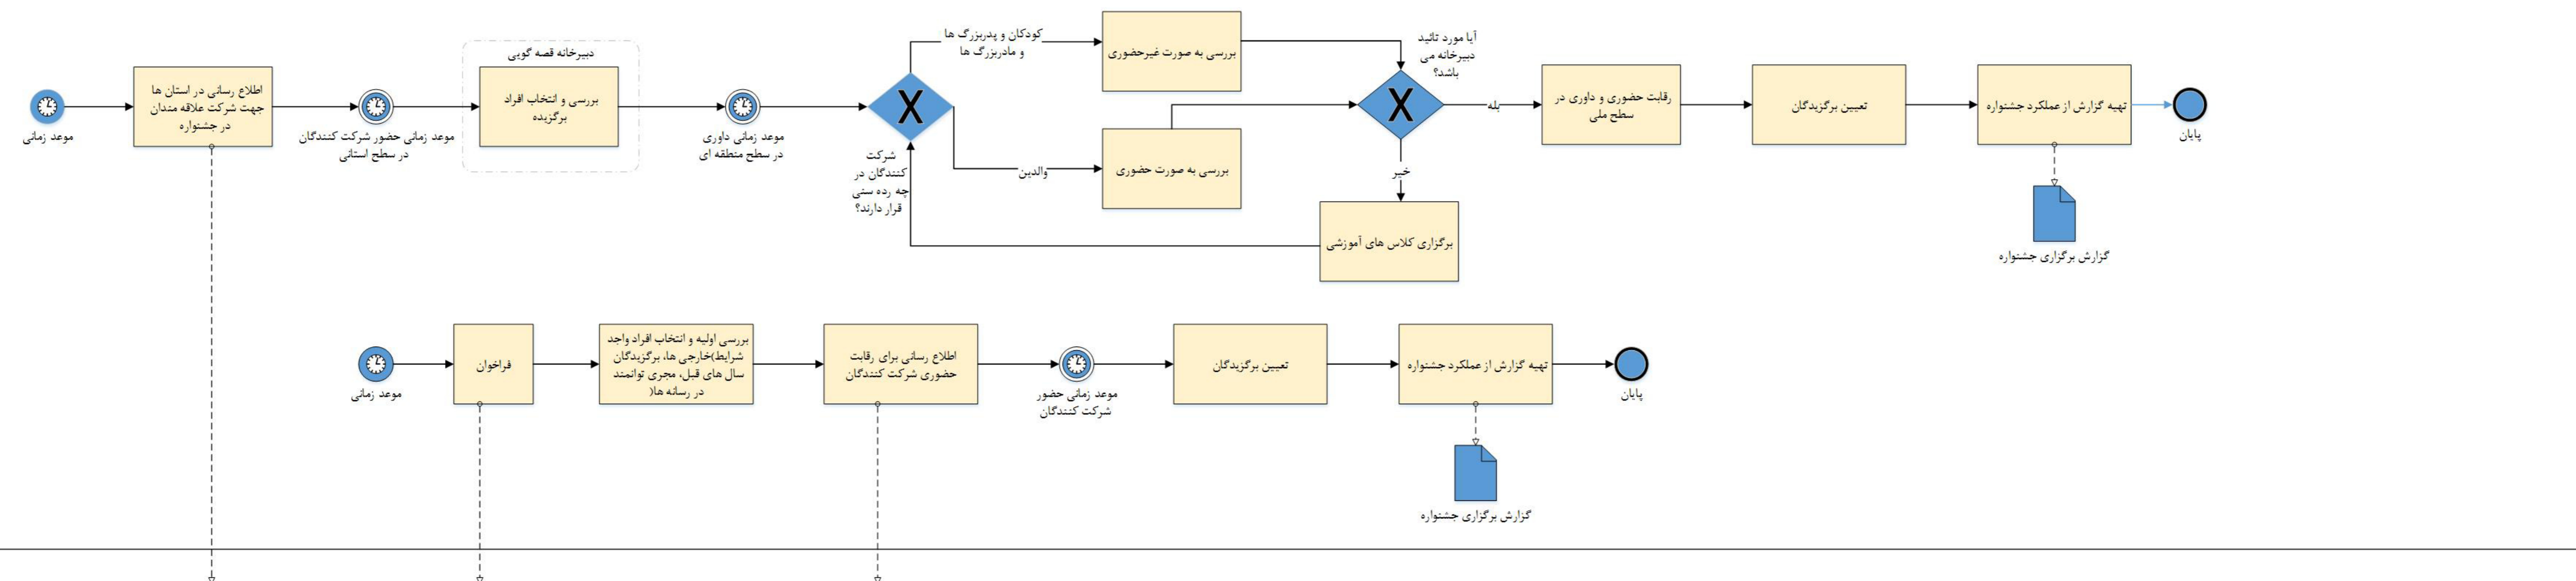 موعد زمانی
اطلاع رسانی در استان ها
جهت شرکت علاقه مندان
در جشنواره
موعد زمانی حضور شرکت کنندگان
در سطح استانی
دبیرخانه قصه گویی
بررسی و انتخاب افراد
برگزیده
موعد زمانی داوری
در سطح منطقه ای
شرکت
کنندگان در
چه رده سنی
قرار دارند؟
کودکان و پدربزرگ ها
و مادربزرگ ها
والدین
بررسی به صورت غیرحضوری
بررسی به صورت حضوری
آیا مورد تائید
دبیرخانه می
باشد؟
بله
خیر
برگزاری کلاس های آموزشی
رقابت حضوری و داوری در
سطح ملی
تعیین برگزیدگان
تهیه گزارش از عملکرد جشنواره
پایان
گزارش برگزاری جشنواره
موعد زمانی
فراخوان
بررسی اولیه و انتخاب افراد واجد
شرایط)خارجی ها، برگزیدگان
سال های قبل، مجری توانمند
در رسانه ها(
اطلاع رسانی برای رقابت
حضوری شرکت کنندگان
موعد زمانی حضور
شرکت کنندگان
تعیین برگزیدگان
تهیه گزارش از عملکرد جشنواره
پایان
گزارش برگزاری جشنواره